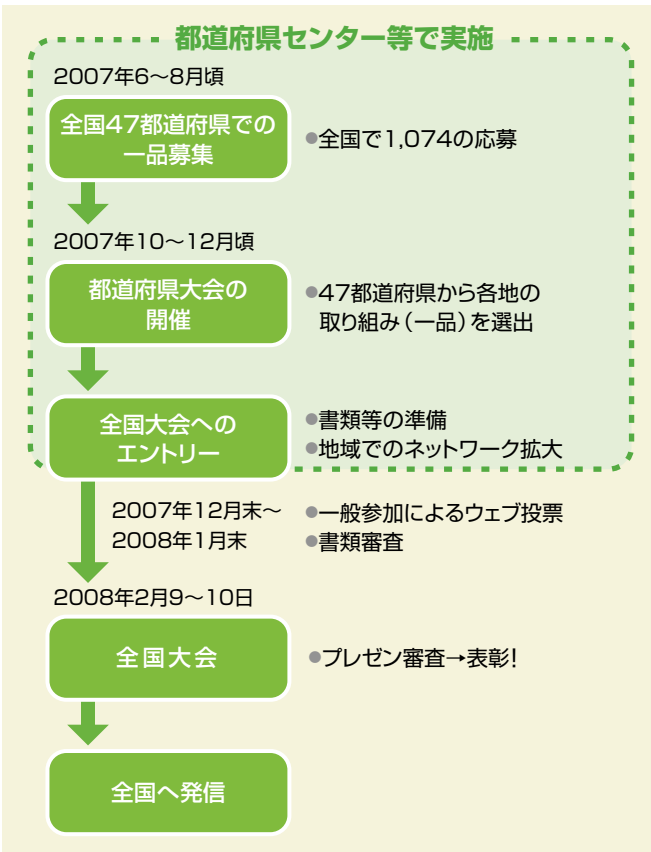 都道府県センター等で実施
2007年6〜8月頃
全国47都道府県での
一品募集
●全国で1,074の応募
2007年10〜12月頃
都道府県大会の
開催
●47都道府県から各地の
取り組み（一品）を選出
全国大会への
エントリー
●書類等の準備
●地域でのネットワーク拡大
2007年12月末〜
2008年1月末
●一般参加によるウェブ投票
●書類審査
2008年2月9〜10日
全国大会
●プレゼン審査→表彰!
全国へ発信